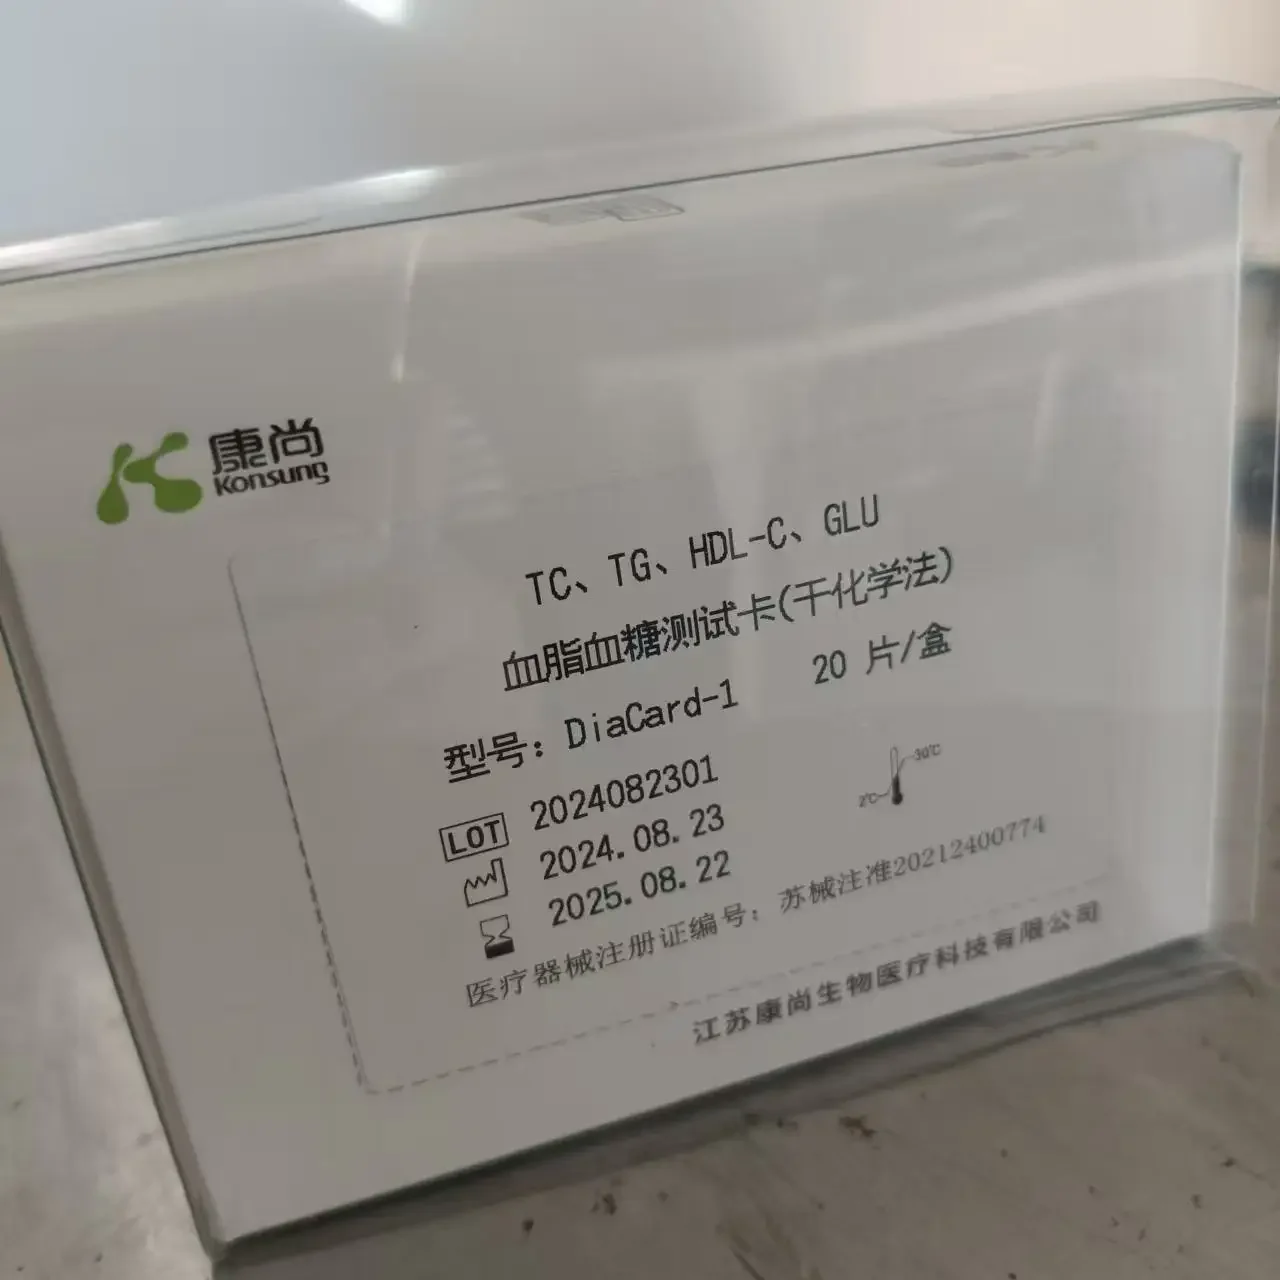 康尚
Konsung
TC、TG、HDL-C、GLU
血脂血糖测试卡(干化学法)
型号：DiaCard-1 20 片/盒
LOT 2024082301
2024.08.23
2025.08.22
2℃ 30℃
医疗器械注册证编号：苏械注准20212400774
江苏康尚生物医疗科技有限公司